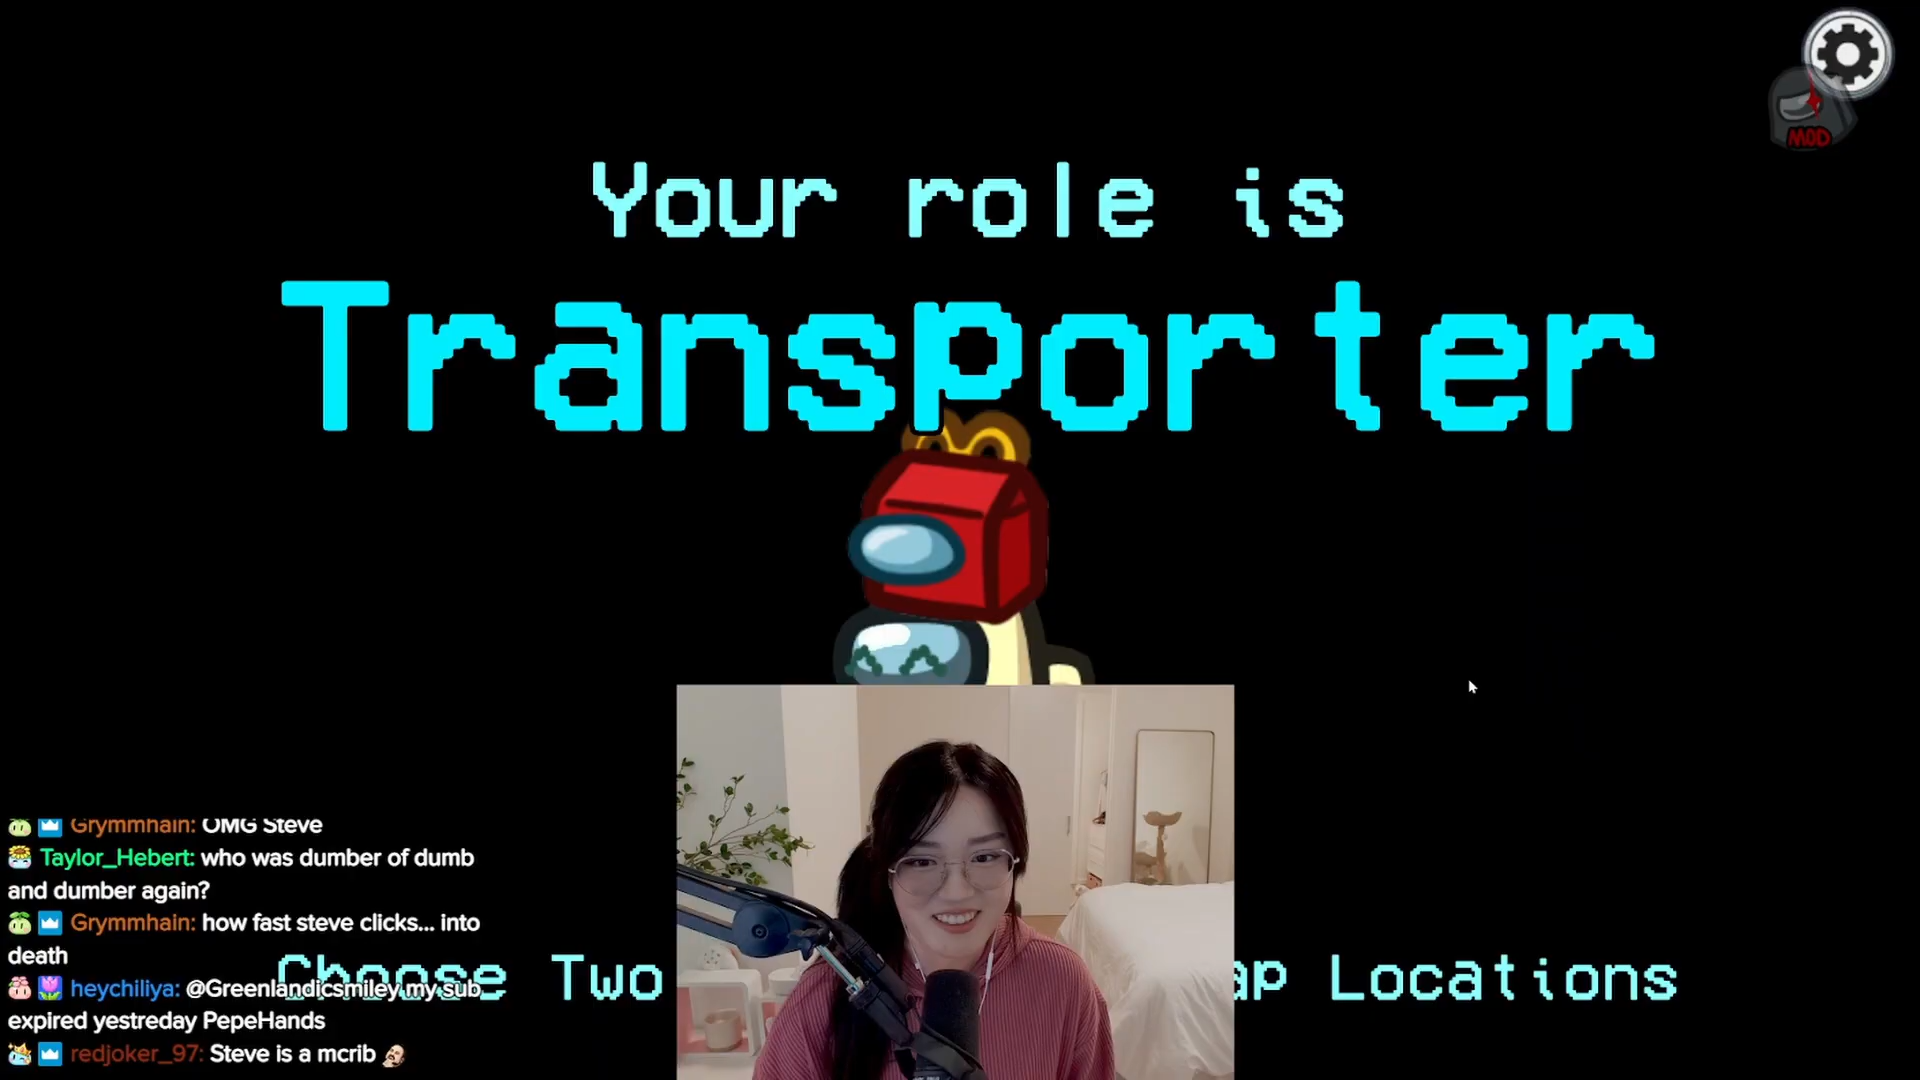 MOD
Your role is
Transporter
Grymmhain: OMG Steve
Taylor_Hebert: who was dumber of dumb
and dumber again?
Grymmhain: how fast steve clicks... into
death
heychiliya: @Greenlandicsmiley my sub
expired yestreday PepeHands
redjoker_97: Steve is a mcrib
Choose Two ap Locations